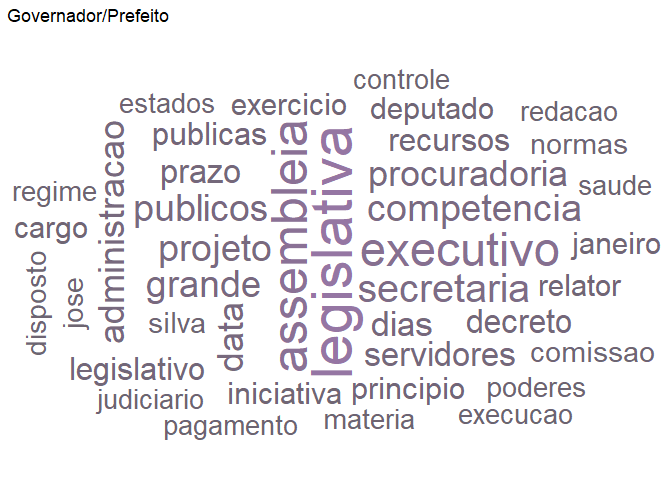 Governador/Prefeito
controle
estados
exercicio
deputado
redacao
publicas
recursos
normas
prazo
procuradoria
saude
regime
administracao
publicos
assembleia
legislativa
competencia
cargo
projeto
executivo
janeiro
disposto
jose
grande
secretaria
relator
silva
data
dias
decreto
legislativo
servidores
comissao
judiciario
iniciativa
principio
poderes
pagamento
materia
execucao